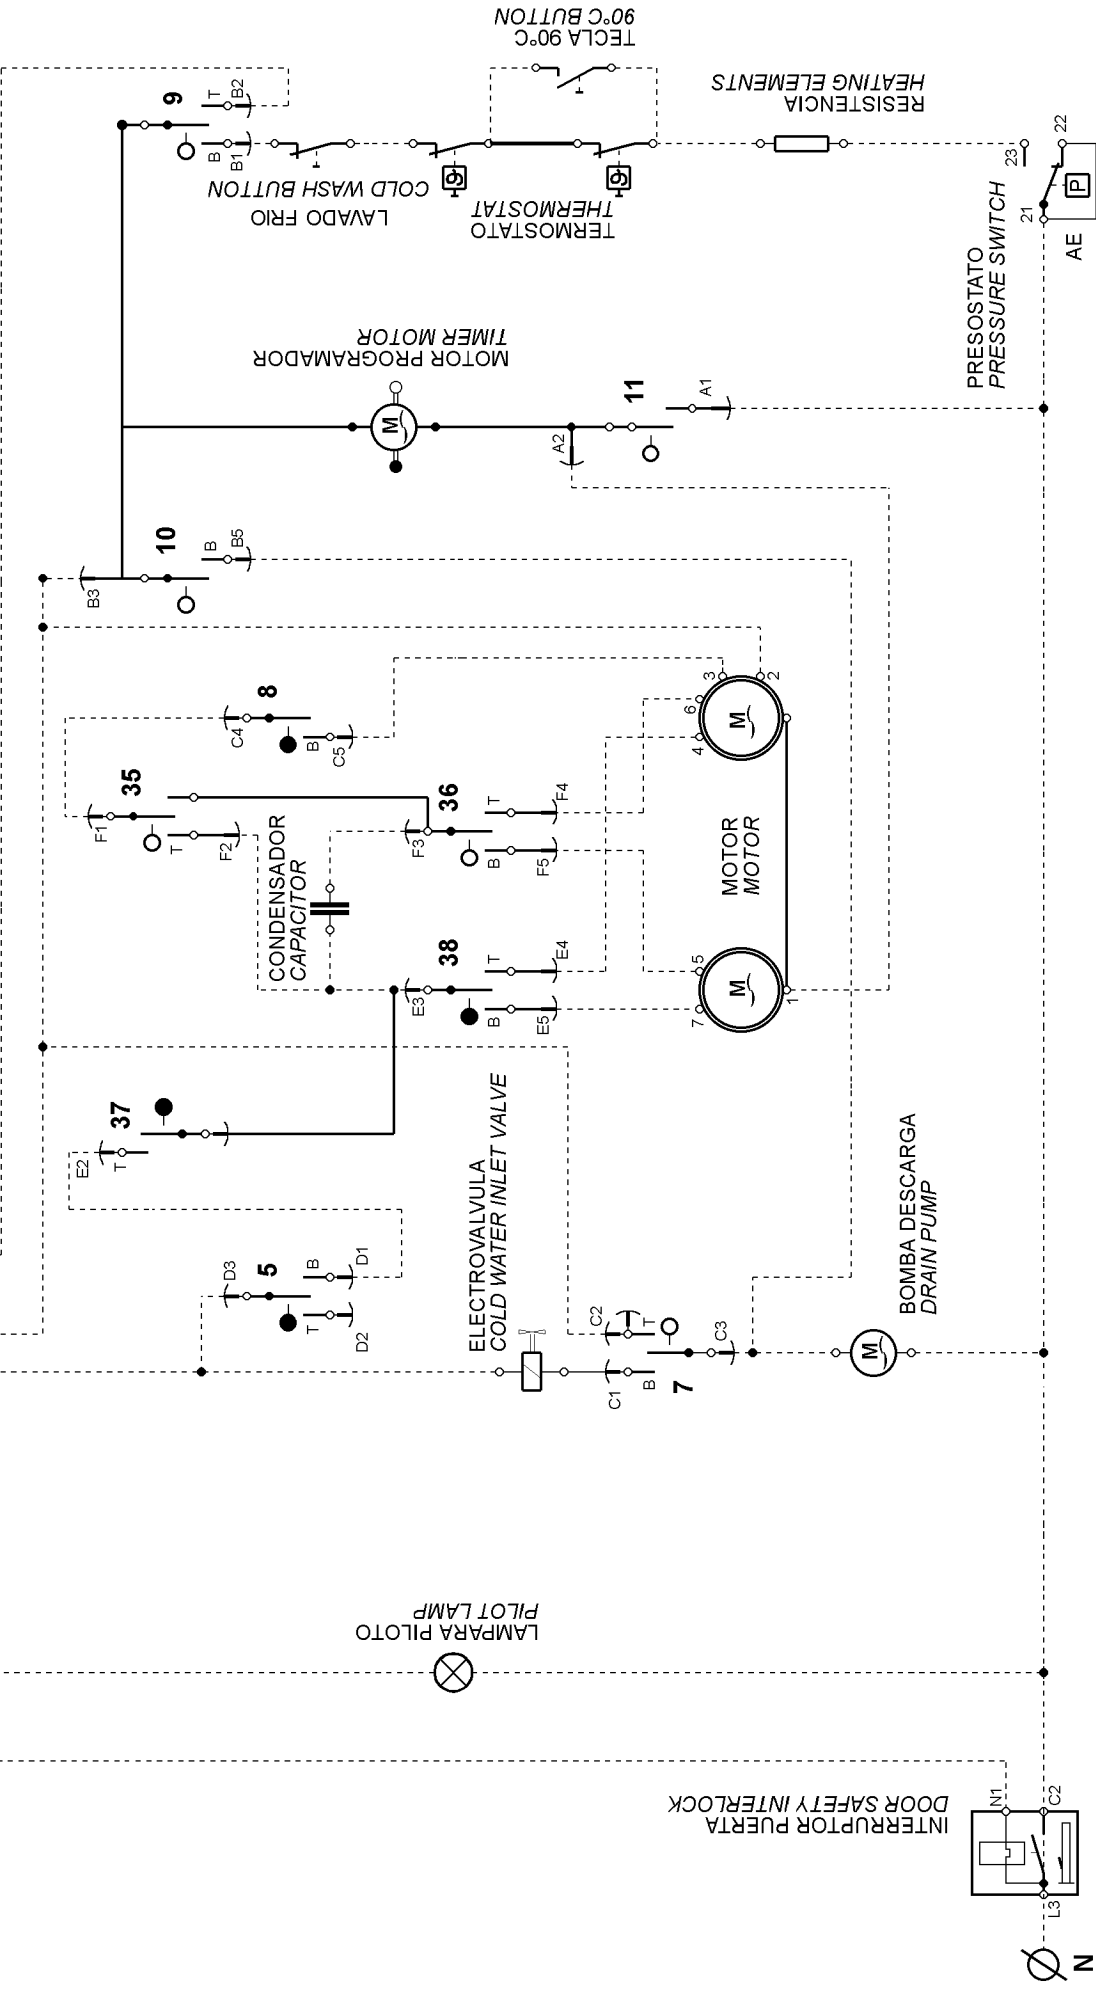 TECLA 90°C
90°C BUTTON
9
T
B2
B
B1
LAVADO FRIO
COLD WASH BUTTON
TERMOSTATO
THERMOSTAT
RESISTENCIA
HEATING ELEMENTS
23
22
21
P
AE
PRESOSTATO
PRESSURE SWITCH
MOTOR PROGRAMADOR
TIMER MOTOR
M
A2
11
A1
B3
10
B
B5
C4
8
B
C5
F1
35
T
F2
CONDENSADOR
CAPACITOR
F3
36
T
F4
B
F5
E3
38
T
E4
B
E5
3
2
6
4
M
MOTOR
MOTOR
5
7
M
1
E2
T
37
D3
5
B
D1
T
D2
ELECTROVALVULA
COLD WATER INLET VALVE
C2
T
C1
B
7
C3
M
BOMBA DESCARGA
DRAIN PUMP
LAMPARA PILOTO
PILOT LAMP
INTERRUPTOR PUERTA
DOOR SAFETY INTERLOCK
N1
C2
L3
N